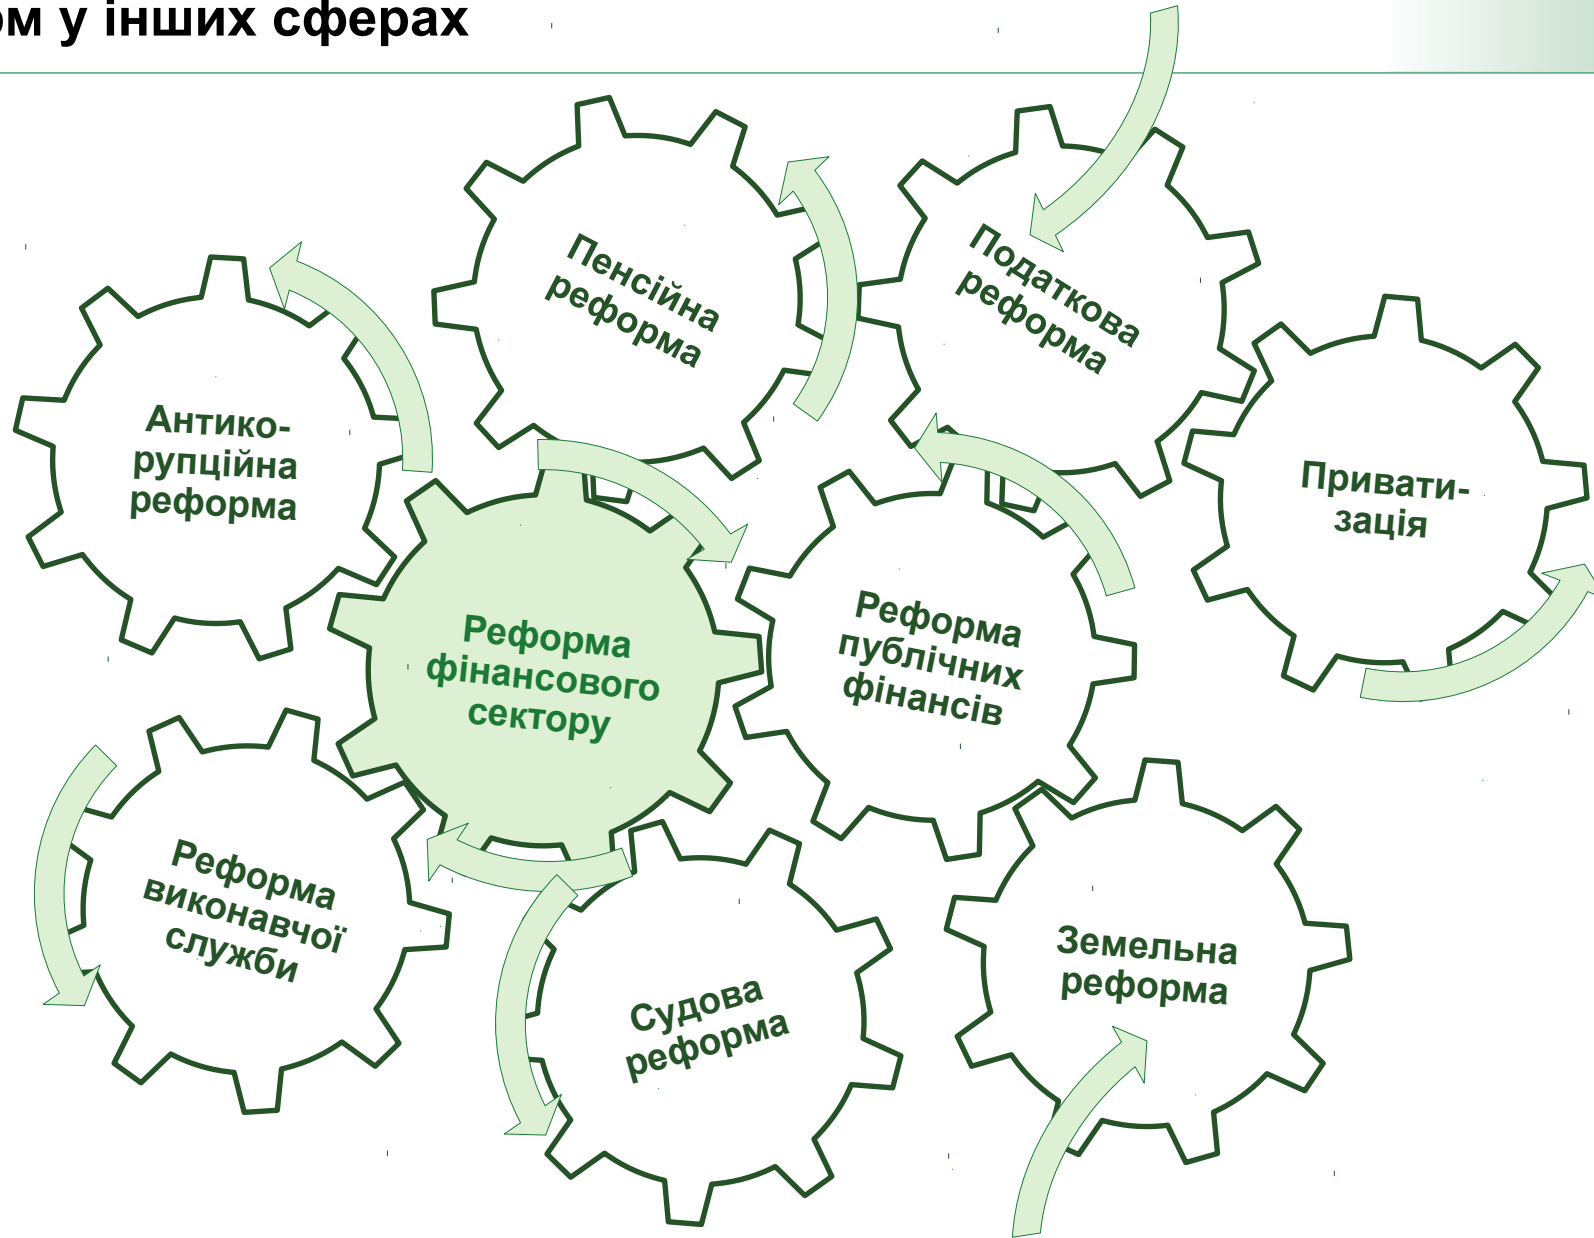 у інших сферах
Пенсійна
реформа
Податкова
реформа
Антико-
рупційна
реформа
Привати-
зація
Реформа
фінансового
сектору
Реформа
публічних
фінансів
Реформа
виконавчої
служби
Судова
реформа
Земельна
реформа